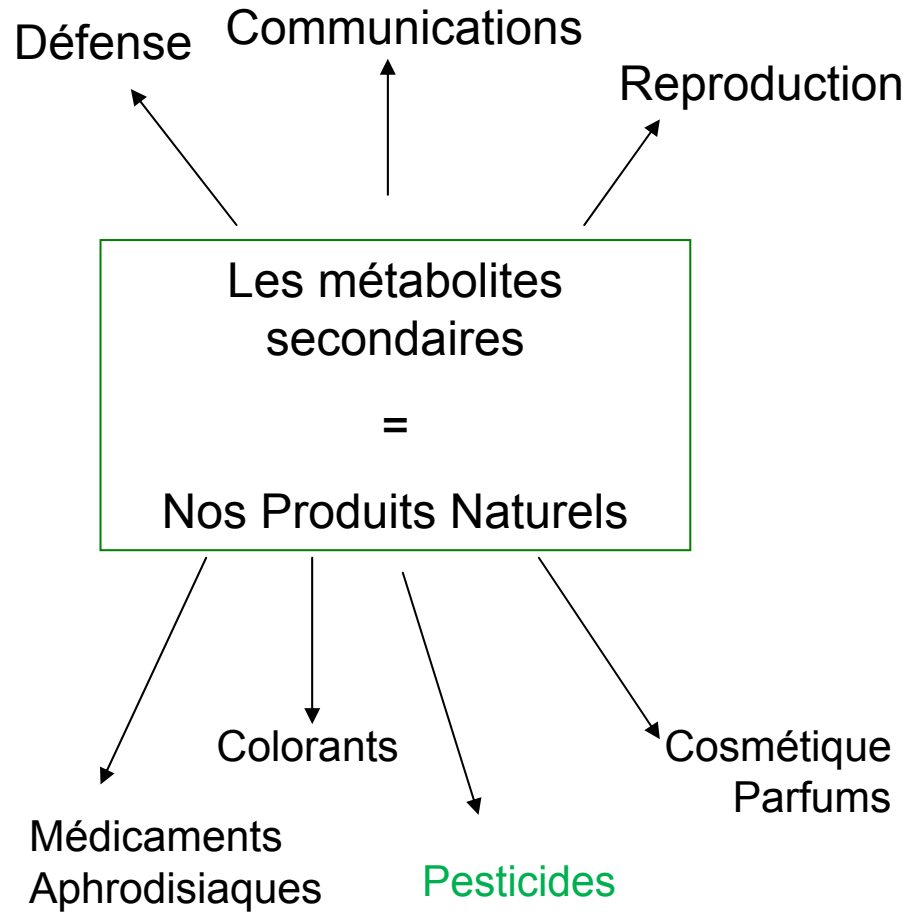 Défense
Communications
Reproduction
Les métabolites
secondaires
=
Nos Produits Naturels
Colorants
Cosmétique
Parfums
Médicaments
Aphrodisiaques
Pesticides